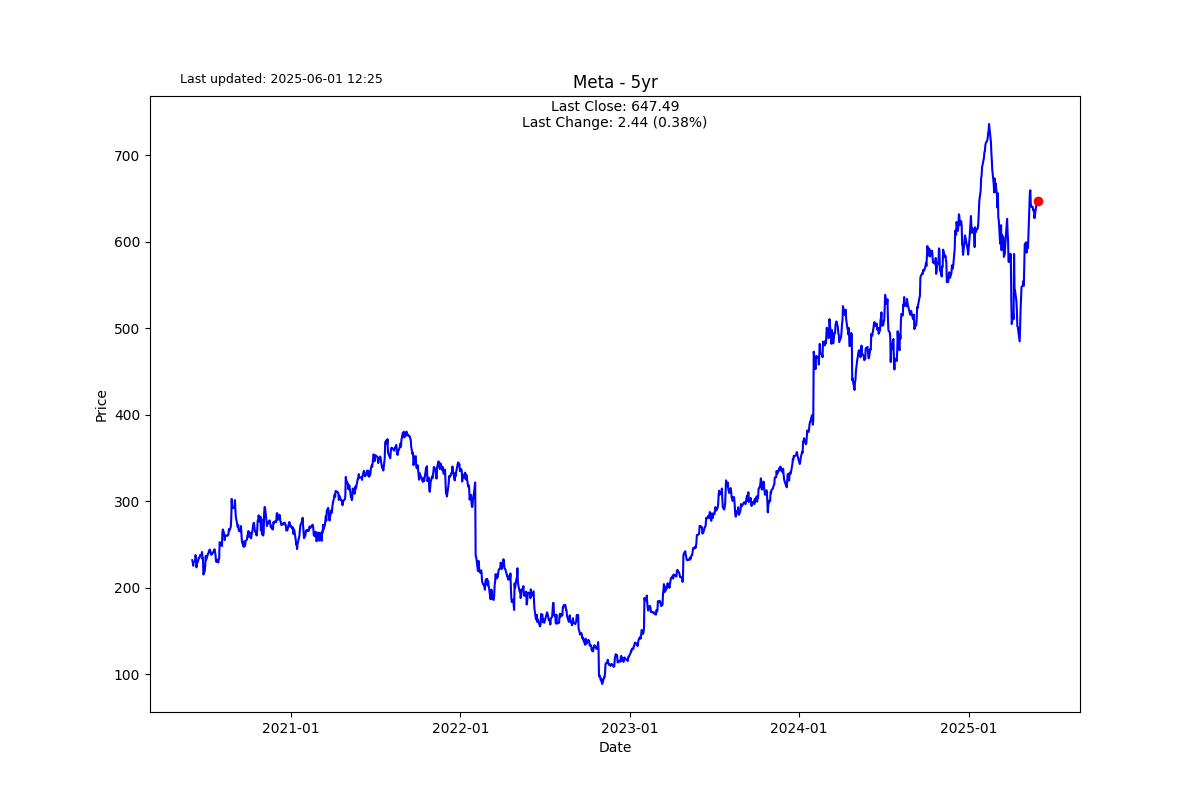 Last updated: 2025-06-01 12:25
Meta - 5yr
Last Close: 647.49
Last Change: 2.44 (0.38%)
Price
700
600
500
400
300
200
100
2021-01
2022-01
2023-01
2024-01
2025-01
Date